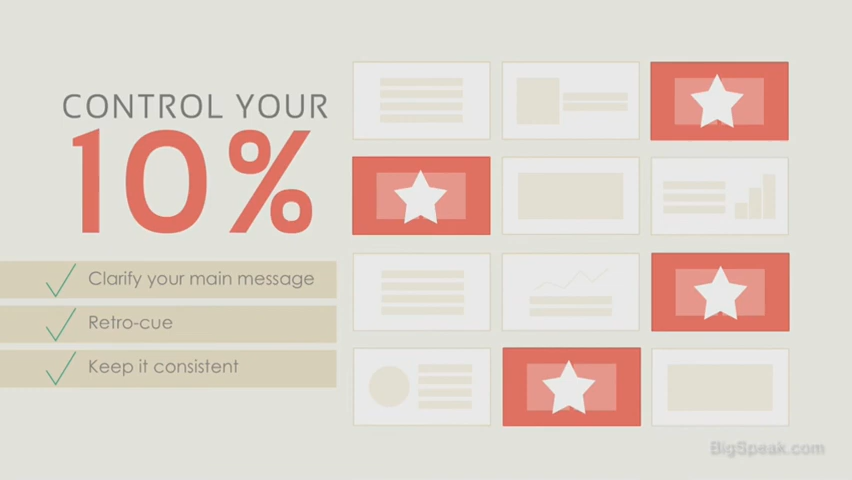 CONTROL YOUR
10%
Clarify your main message
Retro-cue
Keep it consistent
BigSpeak.com